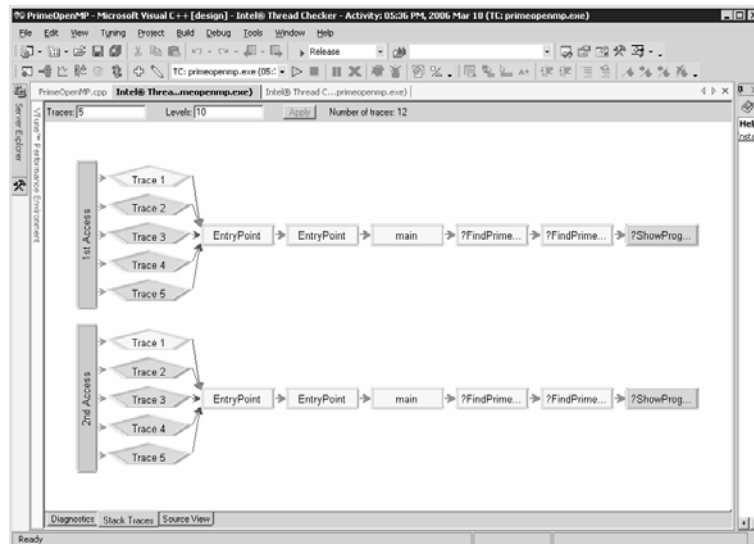 PrimeOpenMP - Microsoft Visual C++ [design] - Intel® Thread Checker - Activity: 05:36 PM, 2006 Mar 18 (TC: primeopenmp.exe)
File Edit View Tuning Project Build Debug Tools Window Help
Release
TC: primeopenmp.exe (05:
PrimeOpenMP.cpp Intel® Threa...meopenmp.exe) Intel® Thread C...primeopenmp.exe)
Traces: 5 Levels: 10 Apply Number of traces: 12
Server Explorer
VTune™ Performance Environment
Hel
1st Access
Trace 1
Trace 2
Trace 3
Trace 4
Trace 5
EntryPoint EntryPoint main ?FindPrime... ?FindPrime... ?ShowProg...
2nd Access
Trace 1
Trace 2
Trace 3
Trace 4
Trace 5
EntryPoint EntryPoint main ?FindPrime... ?FindPrime... ?ShowProg...
Diagnostics Stack Traces Source View
Ready